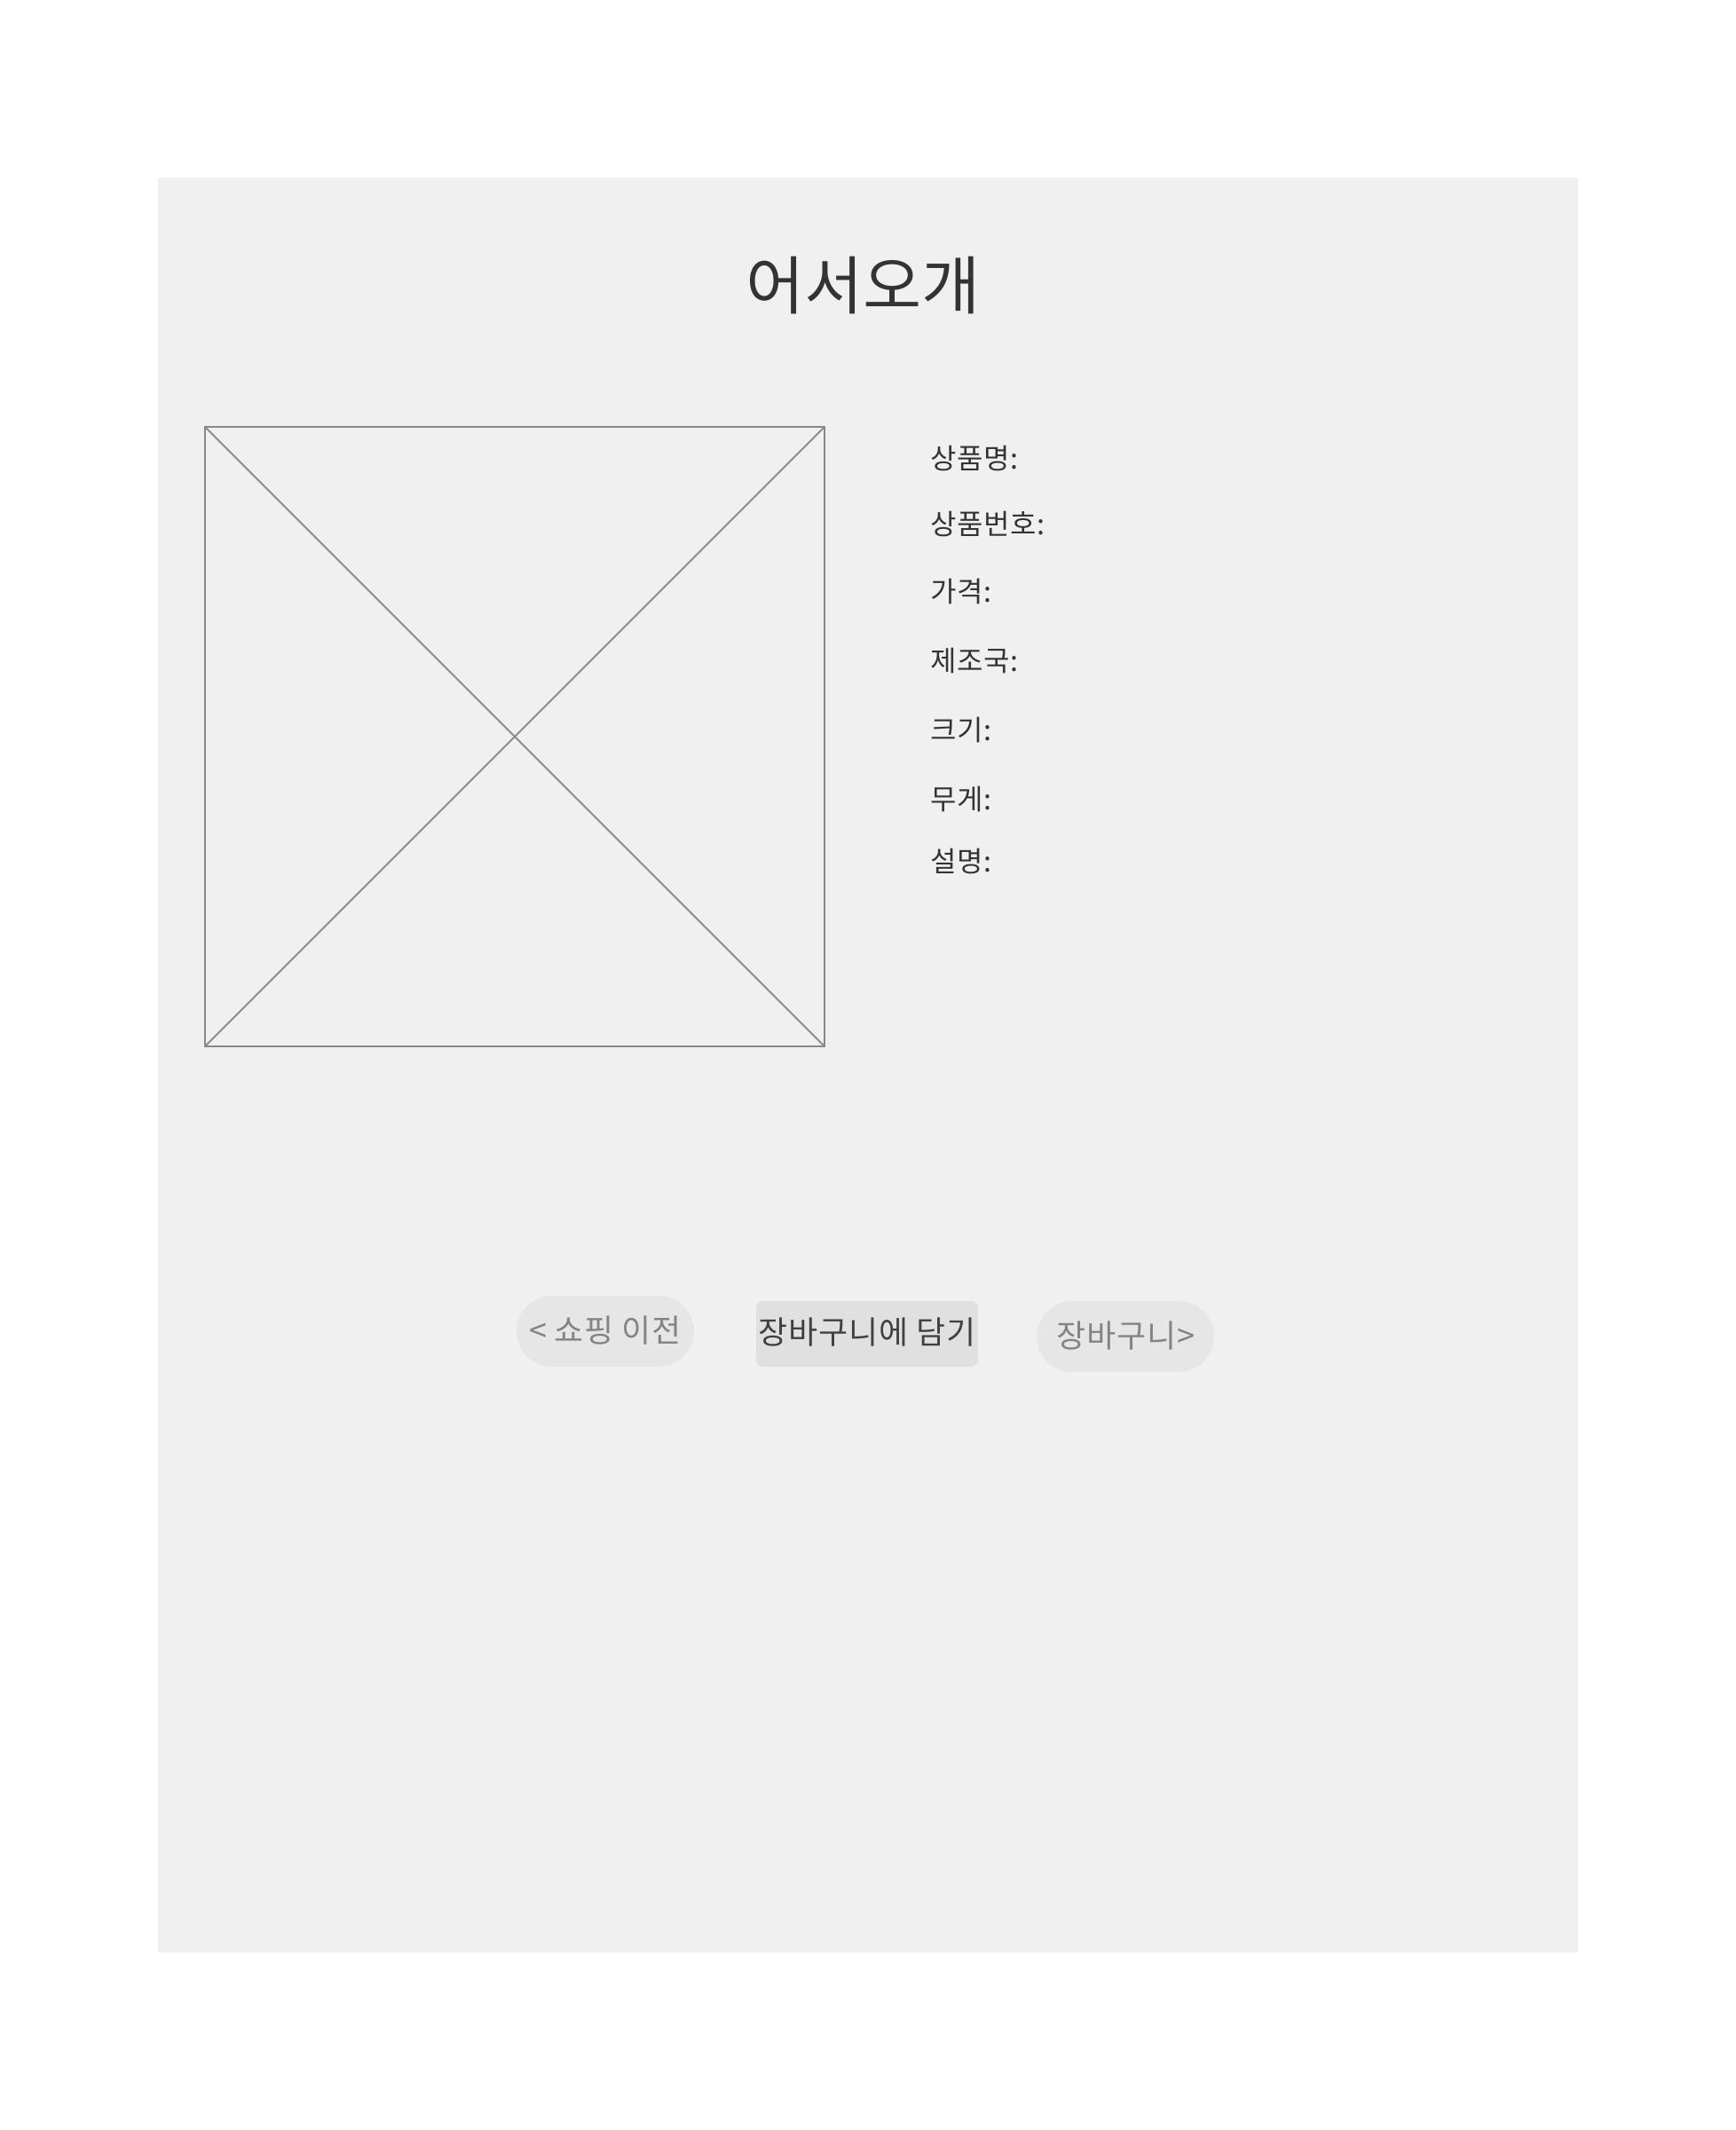 어서오개
상품명:
상품번호:
가격:
제조국:
크기:
무게:
설명:
< 쇼핑 이전
장바구니에 담기
장바구니>